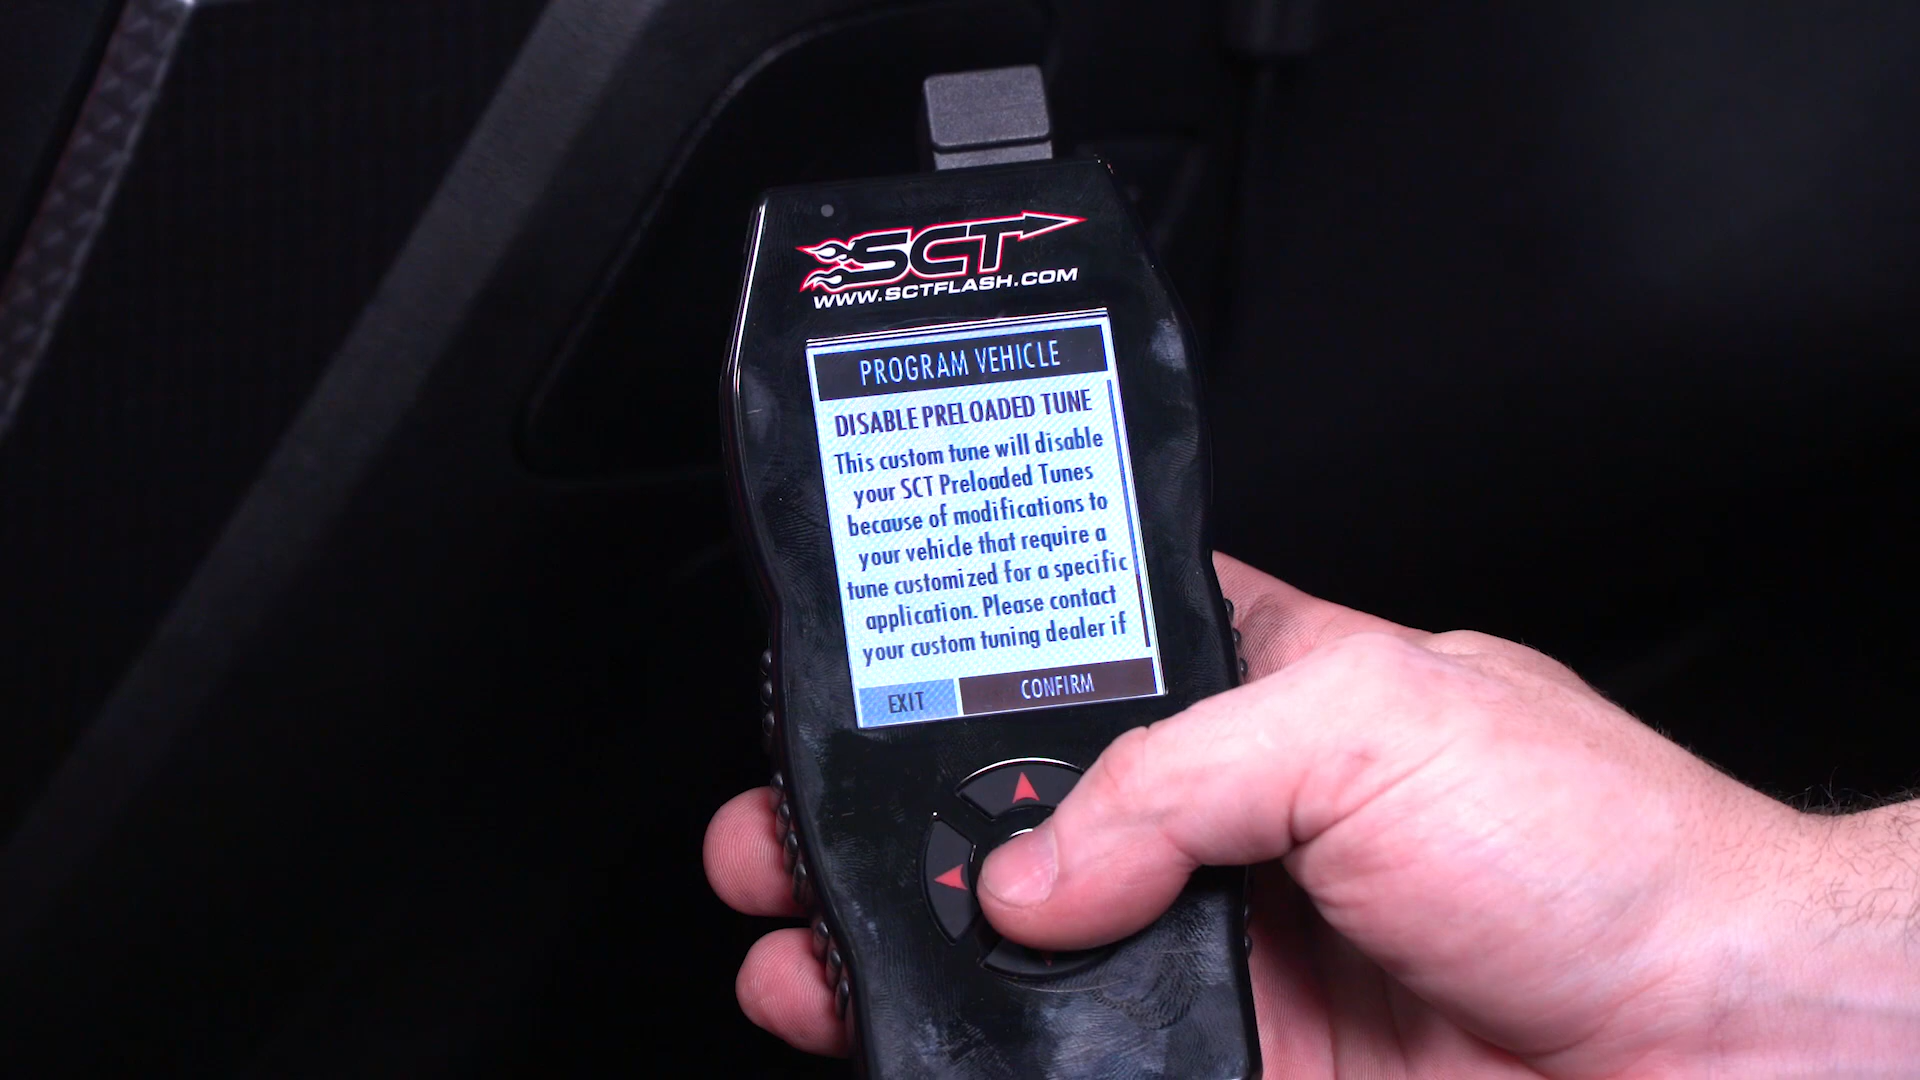 SCT
WWW.SCTFLASH.COM
PROGRAM VEHICLE
DISABLE PRELOADED TUNE
This custom tune will disable
your SCT Preloaded Tunes
because of modifications to
your vehicle that require a
tune customized for a specific
application. Please contact
your custom tuning dealer if
EXIT
CONFIRM